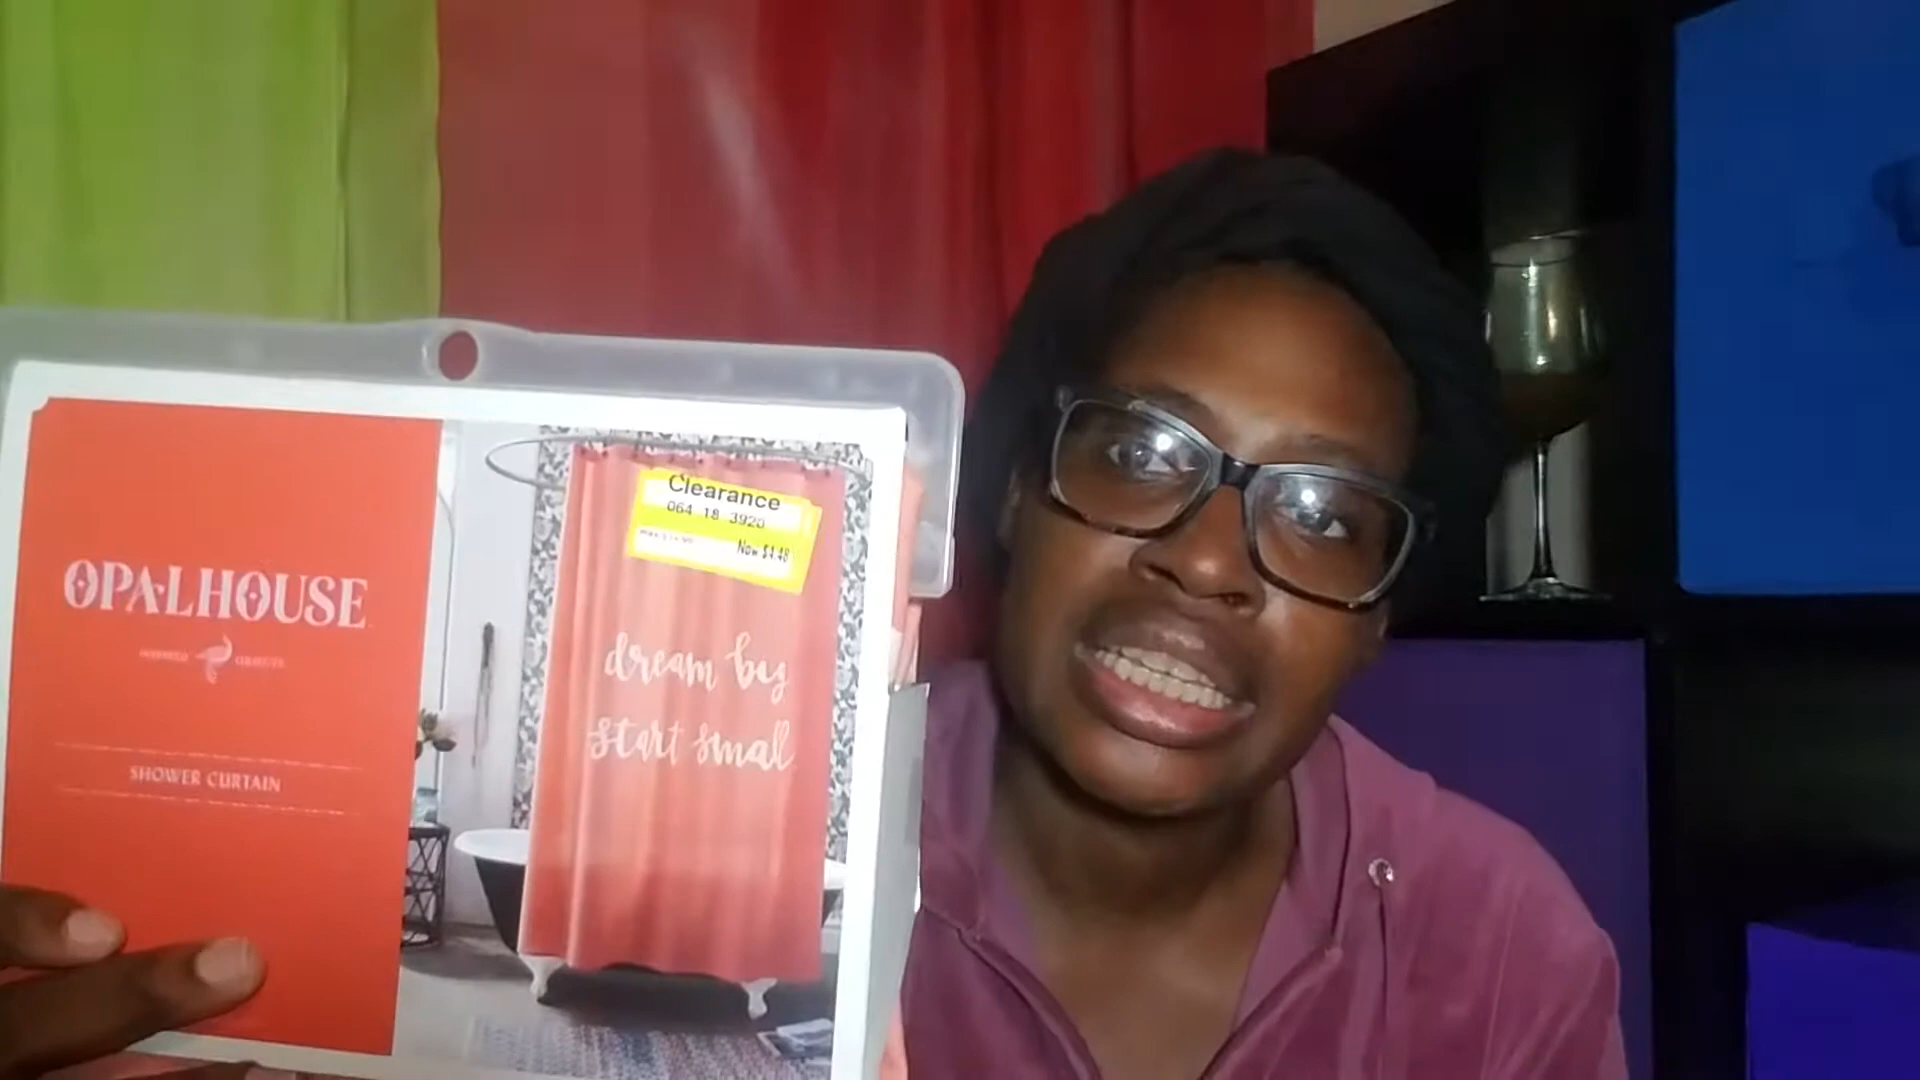 OPALHOUSE
SHOWER CURTAIN
Clearance
064 18 3920
Now $4.48
dream big
start small